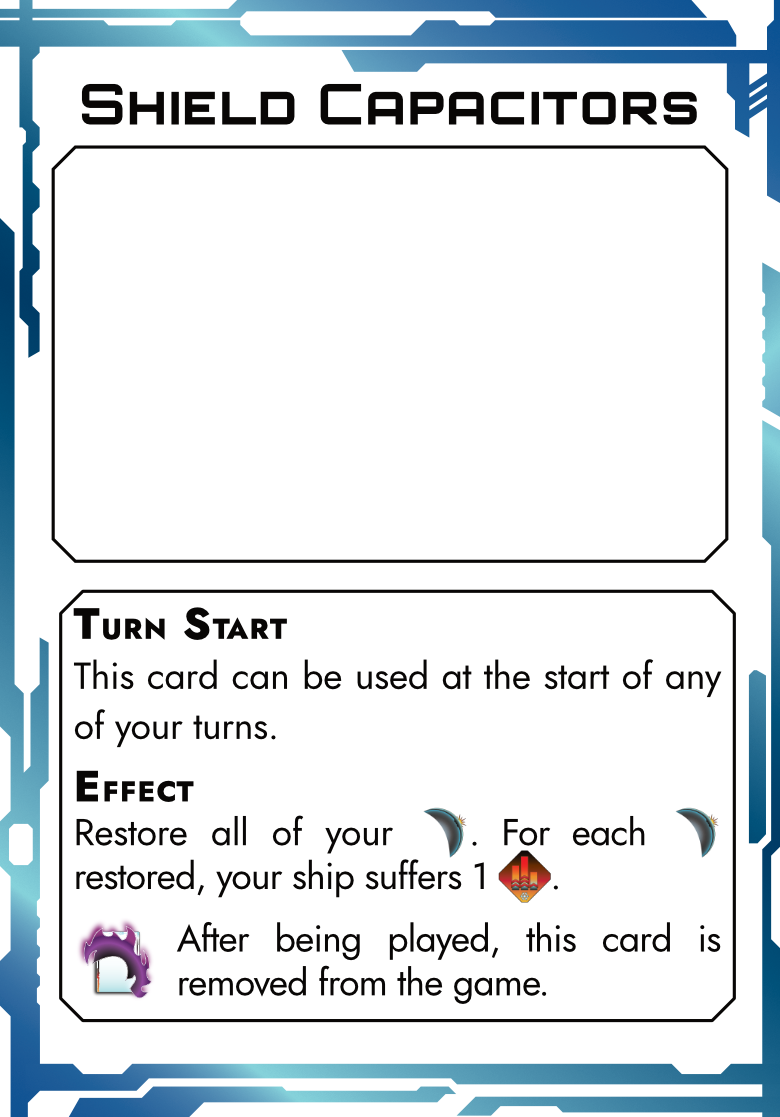 SHIELD CAPACITORS
TURN START
This card can be used at the start of any
of your turns.
EFFECT
Restore all of your . For each
restored, your ship suffers 1 .
After being played, this card is
removed from the game.